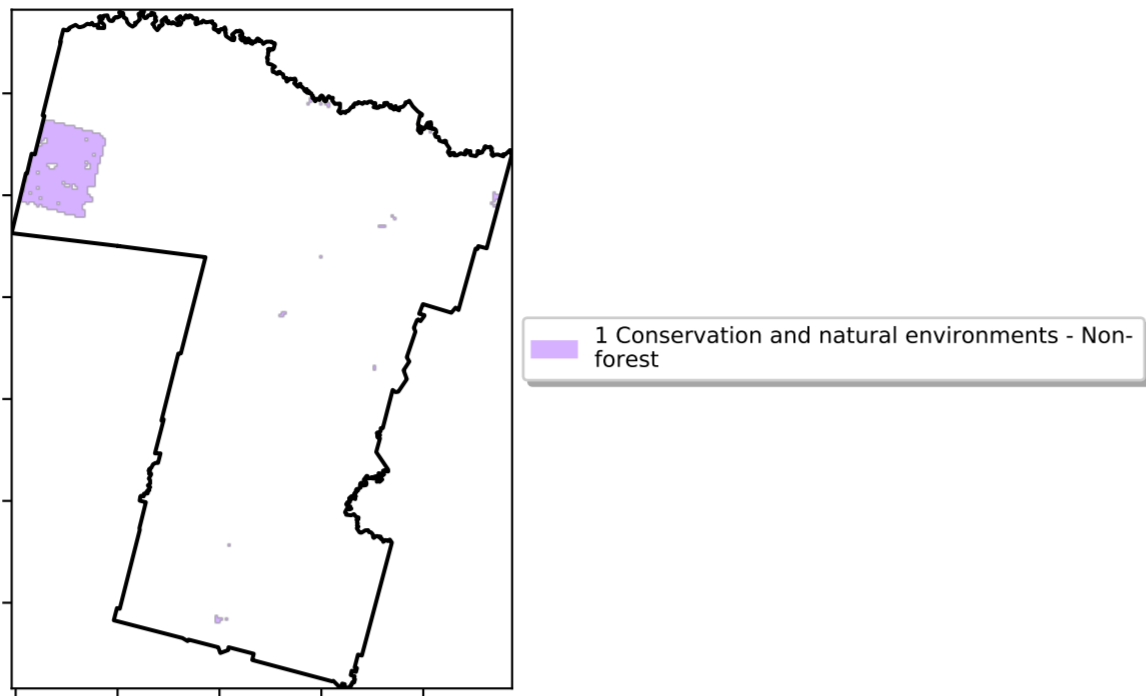 1 Conservation and natural environments - Non-
forest